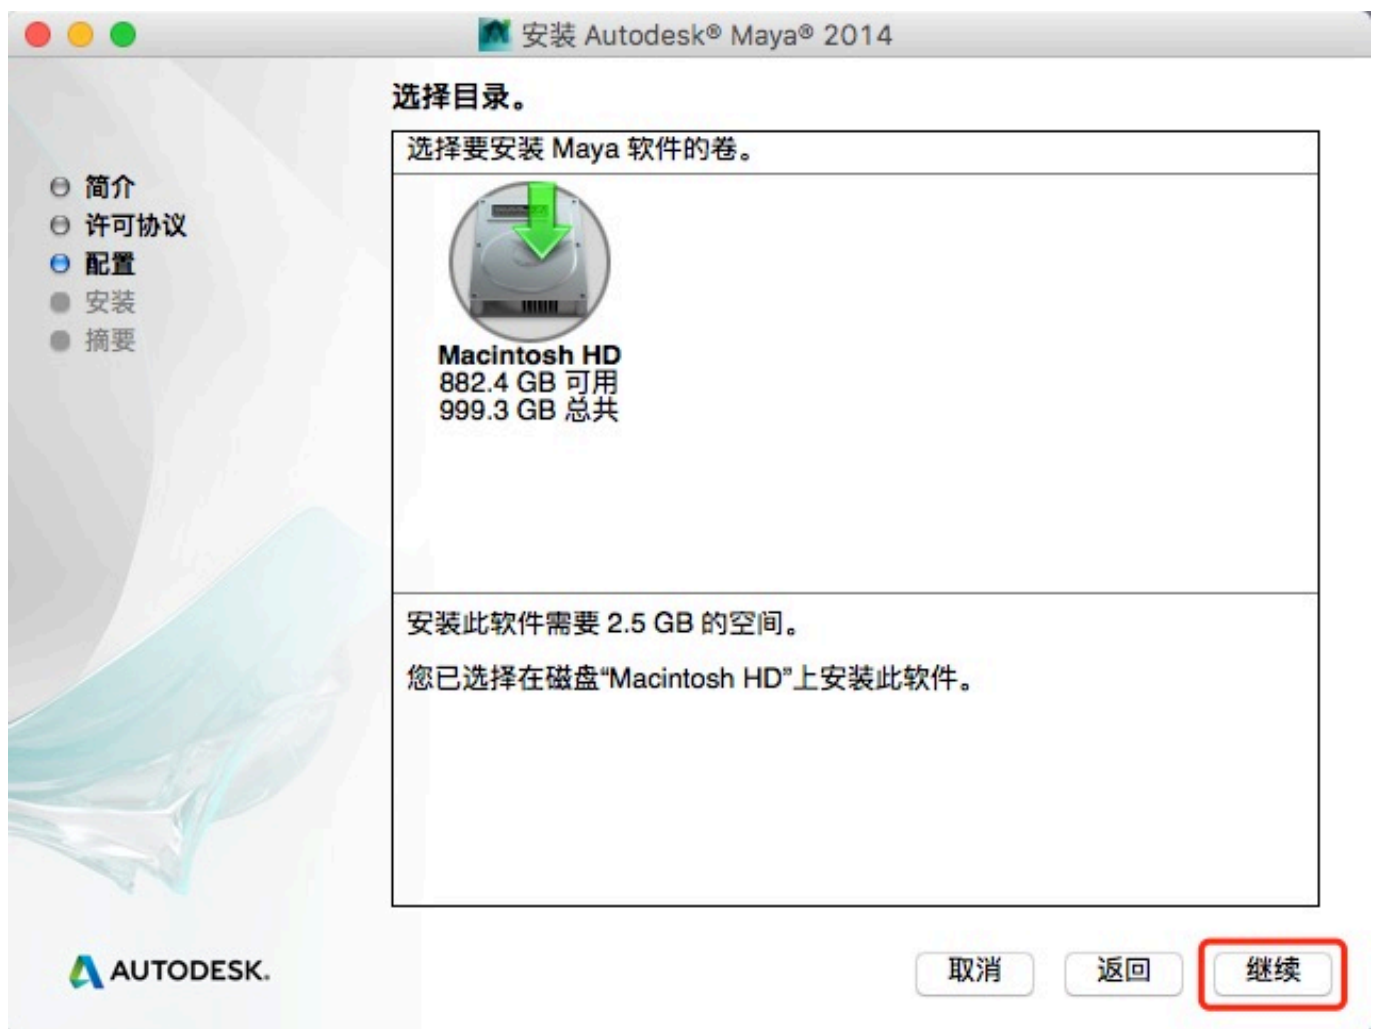 安装 Autodesk® Maya® 2014
选择目录。
选择要安装 Maya 软件的卷。
简介
许可协议
配置
安装
摘要
Macintosh HD
882.4 GB 可用
999.3 GB 总共
安装此软件需要 2.5 GB 的空间。
您已选择在磁盘“Macintosh HD”上安装此软件。
AUTODESK.
取消
返回
继续